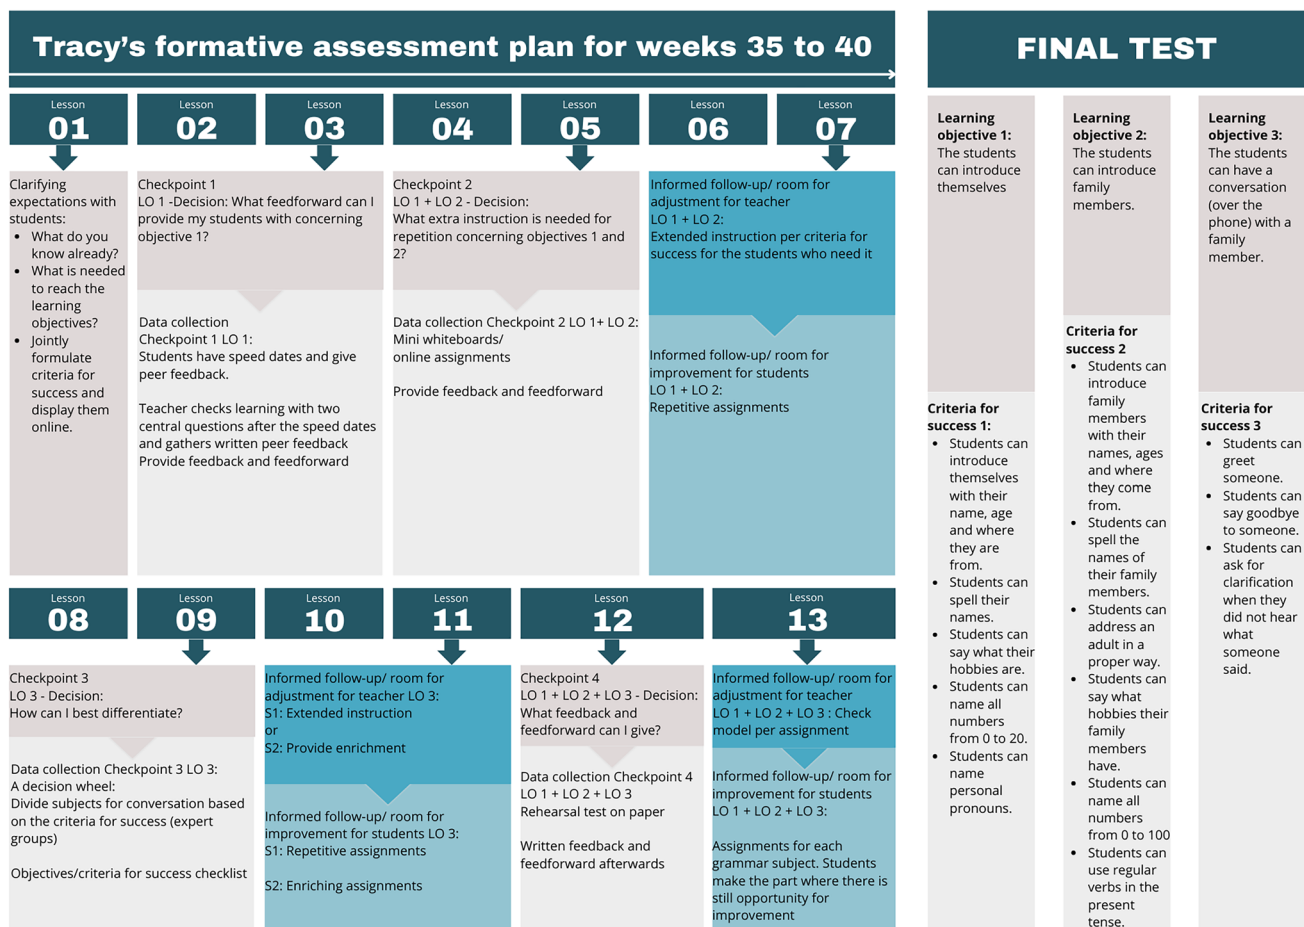 Tracy’s formative assessment plan for weeks 35 to 40
Lesson
01
Lesson
02
Lesson
03
Lesson
04
Lesson
05
Lesson
06
Lesson
07
Clarifying
expectations with
students:
• What do you
know already?
• What is needed
to reach the
learning
objectives?
• Jointly
formulate
criteria for
success and
display them
online.
Checkpoint 1
LO 1 -Decision: What feedforward can I
provide my students with concerning
objective 1?
Data collection
Checkpoint 1 LO 1:
Students have speed dates and give
peer feedback.
Teacher checks learning with two
central questions after the speed dates
and gathers written peer feedback
Provide feedback and feedforward
Checkpoint 2
LO 1 + LO 2 - Decision:
What extra instruction is needed for
repetition concerning objectives 1 and
2?
Data collection Checkpoint 2 LO 1+ LO 2:
Mini whiteboards/
online assignments
Provide feedback and feedforward
Informed follow-up/ room for
adjustment for teacher
LO 1 + LO 2:
Extended instruction per criteria for
success for the students who need it
Informed follow-up/ room for
improvement for students
LO 1 + LO 2:
Repetitive assignments
Lesson
08
Lesson
09
Lesson
10
Lesson
11
Lesson
12
Lesson
13
Checkpoint 3
LO 3 - Decision:
How can I best differentiate?
Data collection Checkpoint 3 LO 3:
A decision wheel:
Divide subjects for conversation based
on the criteria for success (expert
groups)
Objectives/criteria for success checklist
Informed follow-up/ room for
adjustment for teacher LO 3:
S1: Extended instruction
or
S2: Provide enrichment
Informed follow-up/ room for
improvement for students LO 3:
S1: Repetitive assignments
S2: Enriching assignments
Checkpoint 4
LO 1 + LO 2 + LO 3 - Decision:
What feedback and
feedforward can I give?
Data collection Checkpoint 4
LO 1 + LO 2 + LO 3
Rehearsal test on paper
Written feedback and
feedforward afterwards
Informed follow-up/ room for
adjustment for teacher
LO 1 + LO 2 + LO 3 : Check
model per assignment
Informed follow-up/ room for
improvement for students
LO 1 + LO 2 + LO 3:
Assignments for each
grammar subject. Students
make the part where there is
still opportunity for
improvement
FINAL TEST
Learning
objective 1:
The students
can introduce
themselves
Criteria for
success 1:
• Students can
introduce
themselves
with their
name, age
and where
they are
from.
• Students can
spell their
names.
• Students can
say what their
hobbies are.
• Students can
name all
numbers
from 0 to 20.
• Students can
name
personal
pronouns.
Learning
objective 2:
The students
can introduce
family
members.
Criteria for
success 2
• Students can
introduce
family
members
with their
names, ages
and where
they come
from.
• Students can
spell the
names of
their family
members.
• Students can
address an
adult in a
proper way.
• Students can
say what
hobbies their
family
members
have.
• Students can
name all
numbers
from 0 to 100
• Students can
use regular
verbs in the
present
tense.
Learning
objective 3:
The students
can have a
conversation
(over the
phone) with a
family
member.
Criteria for
success 3
• Students can
greet
someone.
• Students can
say goodbye
to someone.
• Students can
ask for
clarification
when they
did not hear
what
someone
said.